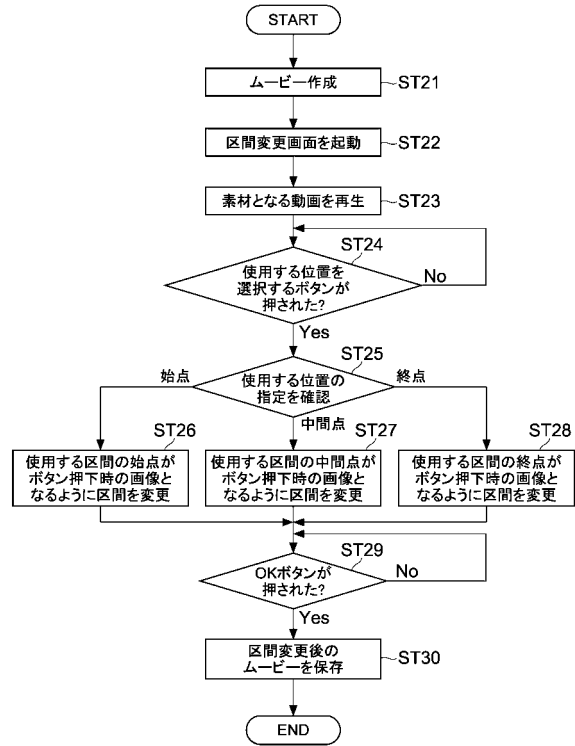 START
ムービー作成
ST21
区間変更画面を起動
ST22
素材となる動画を再生
ST23
ST24
使用する位置を
選択するボタンが
押された?
No
Yes
ST25
使用する位置の
指定を確認
始点
終点
中間点
ST26
使用する区間の始点が
ボタン押下時の画像と
なるように区間を変更
ST27
使用する区間の中間点が
ボタン押下時の画像と
なるように区間を変更
ST28
使用する区間の終点が
ボタン押下時の画像と
なるように区間を変更
ST29
OKボタンが
押された?
No
Yes
区間変更後の
ムービーを保存
ST30
END